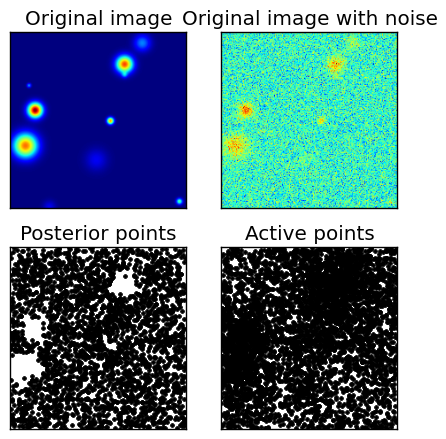 Original image
Original image with noise
Posterior points
Active points